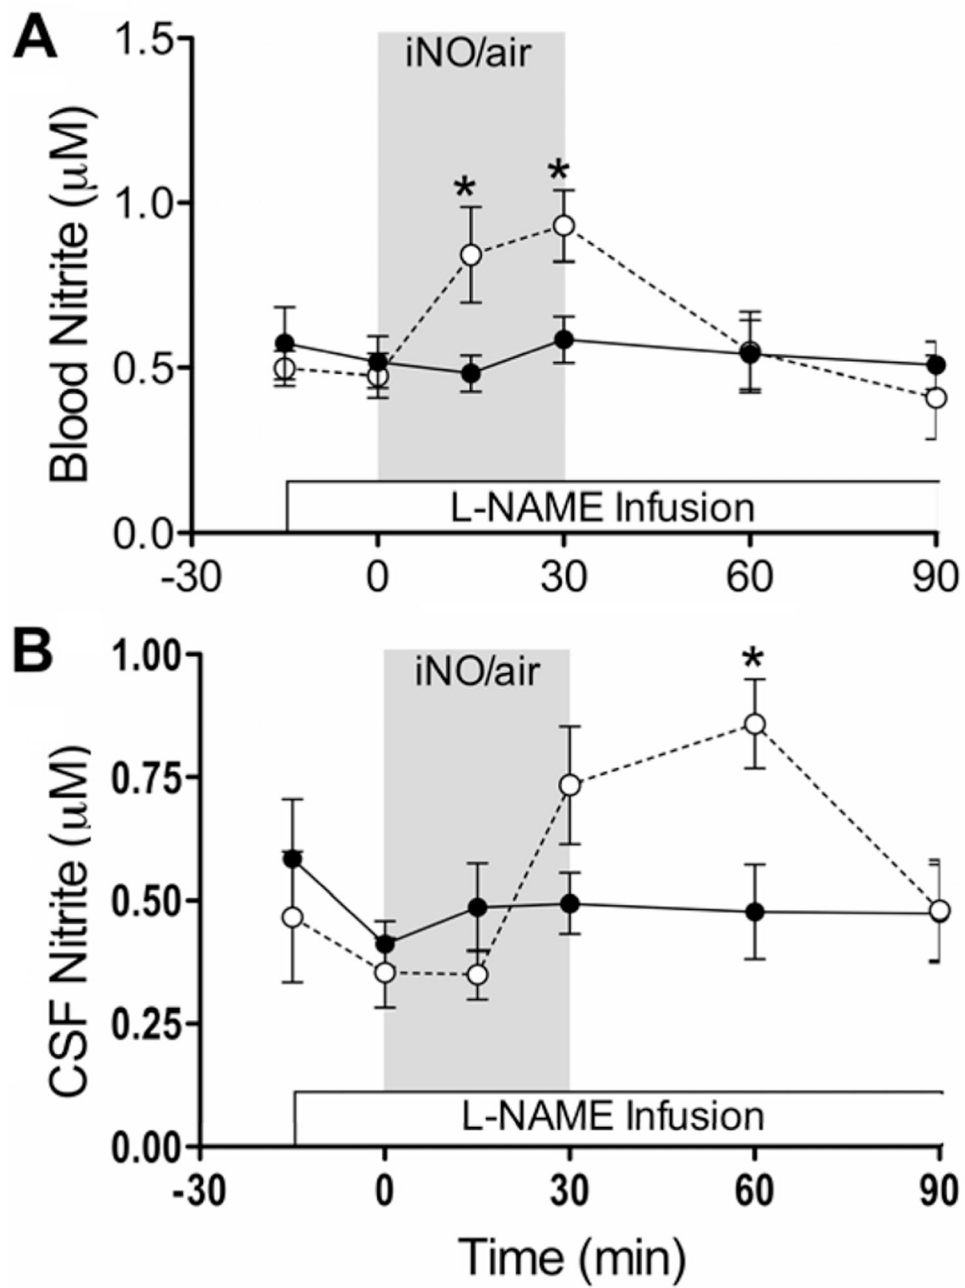 A
1.5
iNO/air
*
*
1.0
Blood Nitrite (μM)
0.5
L-NAME Infusion
0.0
-30 0 30 60 90
B
1.00
iNO/air
*
0.75
CSF Nitrite (μM)
0.50
0.25
L-NAME Infusion
0.00
-30 0 30 60 90
Time (min)